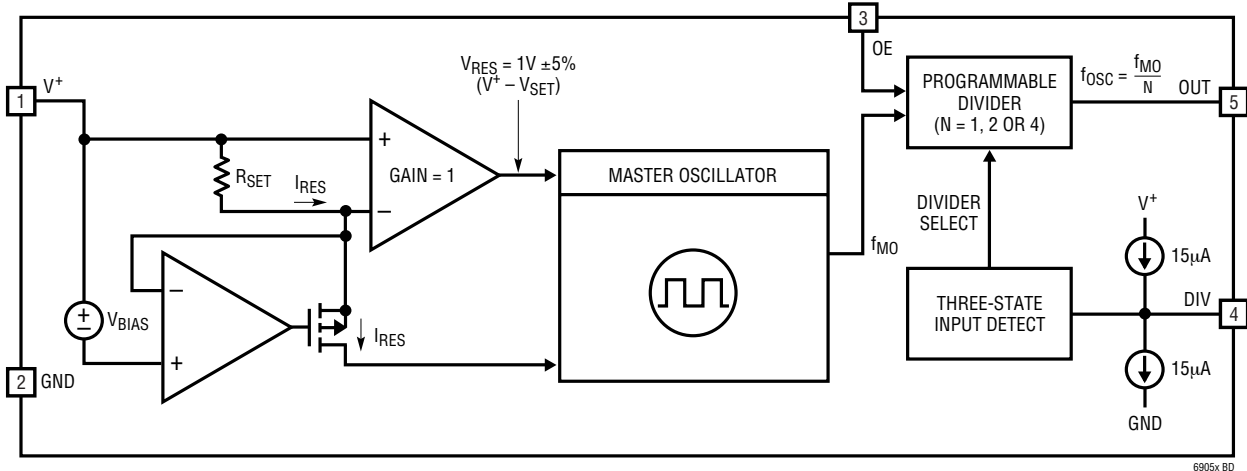 3
OE
1
V+
VRES = 1V ±5%
(V+ – VSET)
PROGRAMMABLE
DIVIDER
(N = 1, 2 OR 4)
fOSC = fMO
N
OUT
5
+
GAIN = 1
–
RSET
IRES
MASTER OSCILLATOR
fMO
DIVIDER
SELECT
V+
15µA
–
+
+
–
VBIAS
IRES
THREE-STATE
INPUT DETECT
DIV
4
15µA
GND
2
GND
6905x BD